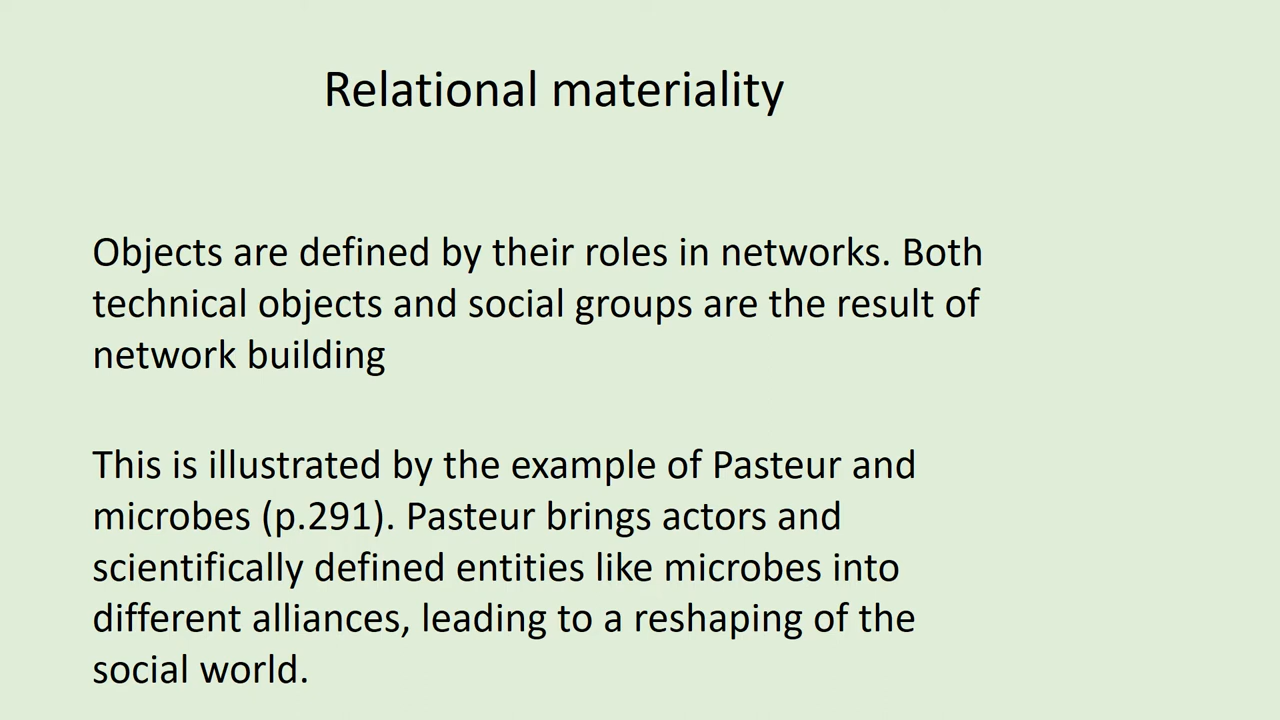 Relational materiality
Objects are defined by their roles in networks. Both
technical objects and social groups are the result of
network building
This is illustrated by the example of Pasteur and
microbes (p.291). Pasteur brings actors and
scientifically defined entities like microbes into
different alliances, leading to a reshaping of the
social world.